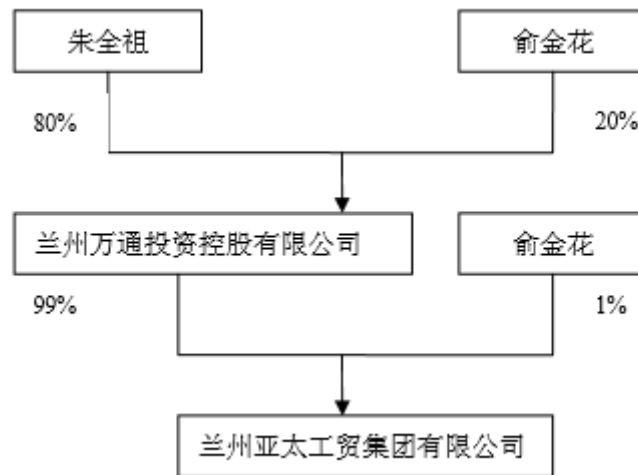 朱全祖
俞金花
80%
20%
兰州万通投资控股有限公司
俞金花
99%
1%
兰州亚太工贸集团有限公司